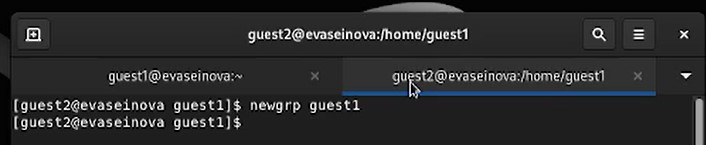 guest2@evaseinova:/home/guest1
guest1@evaseinova:~
guest2@evaseinova:/home/guest1
[guest2@evaseinova guest1]$ newgrp guest1
[guest2@evaseinova guest1]$